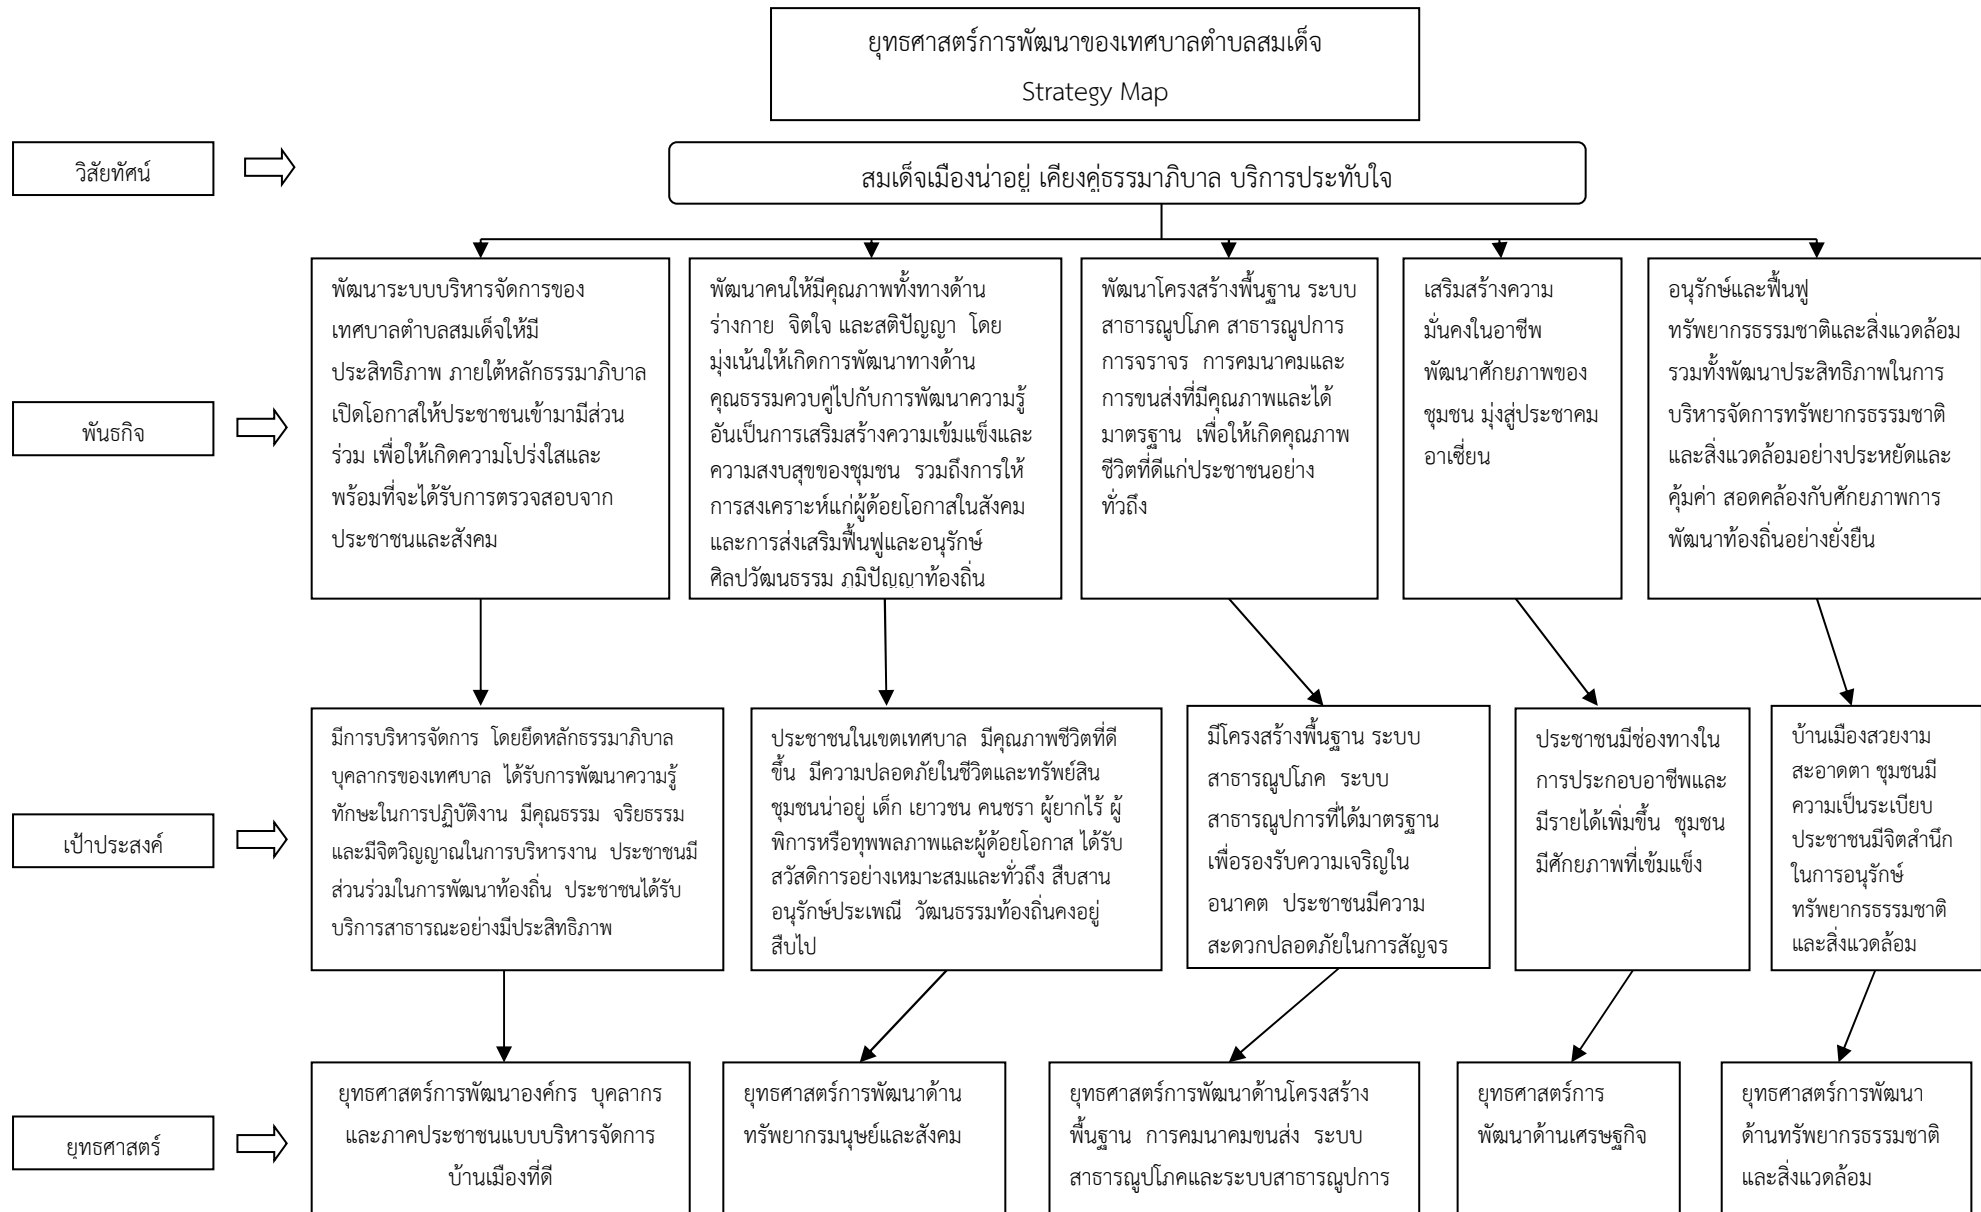 ยุทธศาสตร์การพัฒนาของเทศบาลตำบลสมเด็จ
Strategy Map
วิสัยทัศน์
สมเด็จเมืองน่าอยู่ เคียงคู่ธรรมาภิบาล บริการประทับใจ
พันธกิจ
พัฒนาระบบบริหารจัดการของ
เทศบาลตำบลสมเด็จให้มี
ประสิทธิภาพ ภายใต้หลักธรรมาภิบาล
เปิดโอกาสให้ประชาชนเข้ามามีส่วน
ร่วม เพื่อให้เกิดความโปร่งใสและ
พร้อมที่จะได้รับการตรวจสอบจาก
ประชาชนและสังคม
พัฒนาคนให้มีคุณภาพทั้งทางด้าน
ร่างกาย จิตใจ และสติปัญญา โดย
มุ่งเน้นให้เกิดการพัฒนาทางด้าน
คุณธรรมควบคู่ไปกับการพัฒนาความรู้
อันเป็นการเสริมสร้างความเข้มแข็งและ
ความสงบสุขของชุมชน รวมถึงการให้
การสงเคราะห์แก่ผู้ด้อยโอกาสในสังคม
และการส่งเสริมฟื้นฟูและอนุรักษ์
ศิลปวัฒนธรรม ภูมิปัญญาท้องถิ่น
พัฒนาโครงสร้างพื้นฐาน ระบบ
สาธารณูปโภค สาธารณูปการ
การจราจร การคมนาคมและ
การขนส่งที่มีคุณภาพและได้
มาตรฐาน เพื่อให้เกิดคุณภาพ
ชีวิตที่ดีแก่ประชาชนอย่าง
ทั่วถึง
เสริมสร้างความ
มั่นคงในอาชีพ
พัฒนาศักยภาพของ
ชุมชน มุ่งสู่ประชาคม
อาเซี่ยน
อนุรักษ์และฟื้นฟู
ทรัพยากรธรรมชาติและสิ่งแวดล้อม
รวมทั้งพัฒนาประสิทธิภาพในการ
บริหารจัดการทรัพยากรธรรมชาติ
และสิ่งแวดล้อมอย่างประหยัดและ
คุ้มค่า สอดคล้องกับศักยภาพการ
พัฒนาท้องถิ่นอย่างยั่งยืน
เป้าประสงค์
มีการบริหารจัดการ โดยยึดหลักธรรมาภิบาล
บุคลากรของเทศบาล ได้รับการพัฒนาความรู้
ทักษะในการปฏิบัติงาน มีคุณธรรม จริยธรรม
และมีจิตวิญญาณในการบริหารงาน ประชาชนมี
ส่วนร่วมในการพัฒนาท้องถิ่น ประชาชนได้รับ
บริการสาธารณะอย่างมีประสิทธิภาพ
ประชาชนในเขตเทศบาล มีคุณภาพชีวิตที่ดี
ขึ้น มีความปลอดภัยในชีวิตและทรัพย์สิน
ชุมชนน่าอยู่ เด็ก เยาวชน คนชรา ผู้ยากไร้ ผู้
พิการหรือทุพพลภาพและผู้ด้อยโอกาส ได้รับ
สวัสดิการอย่างเหมาะสมและทั่วถึง สืบสาน
อนุรักษ์ประเพณี วัฒนธรรมท้องถิ่นคงอยู่
สืบไป
มีโครงสร้างพื้นฐาน ระบบ
สาธารณูปโภค ระบบ
สาธารณูปการที่ได้มาตรฐาน
เพื่อรองรับความเจริญใน
อนาคต ประชาชนมีความ
สะดวกปลอดภัยในการสัญจร
ประชาชนมีช่องทางใน
การประกอบอาชีพและ
มีรายได้เพิ่มขึ้น ชุมชน
มีศักยภาพที่เข้มแข็ง
บ้านเมืองสวยงาม
สะอาดตา ชุมชนมี
ความเป็นระเบียบ
ประชาชนมีจิตสำนึก
ในการอนุรักษ์
ทรัพยากรธรรมชาติ
และสิ่งแวดล้อม
ยุทธศาสตร์
ยุทธศาสตร์การพัฒนาองค์กร บุคลากร
และภาคประชาชนแบบบริหารจัดการ
บ้านเมืองที่ดี
ยุทธศาสตร์การพัฒนาด้าน
ทรัพยากรมนุษย์และสังคม
ยุทธศาสตร์การพัฒนาด้านโครงสร้าง
พื้นฐาน การคมนาคมขนส่ง ระบบ
สาธารณูปโภคและระบบสาธารณูปการ
ยุทธศาสตร์การ
พัฒนาด้านเศรษฐกิจ
ยุทธศาสตร์การพัฒนา
ด้านทรัพยากรธรรมชาติ
และสิ่งแวดล้อม